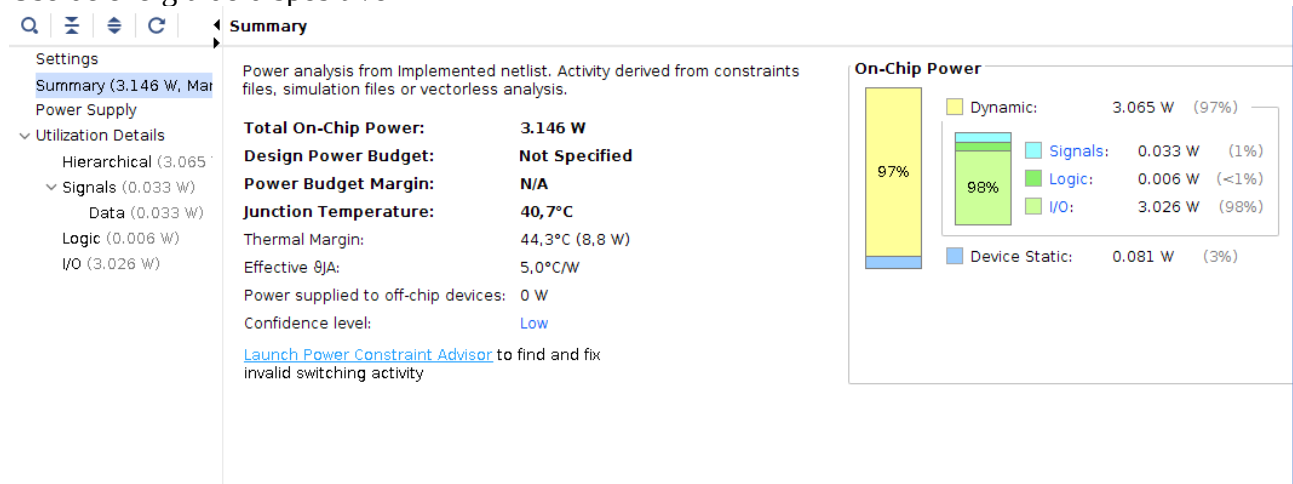 Summary
Settings
Summary (3.146 W, Mar
Power Supply
Utilization Details
Hierarchical (3.065
Signals (0.033 W)
Data (0.033 W)
Logic (0.006 W)
I/O (3.026 W)
Power analysis from Implemented netlist. Activity derived from constraints
files, simulation files or vectorless analysis.
Total On-Chip Power: 3.146 W
Design Power Budget: Not Specified
Power Budget Margin: N/A
Junction Temperature: 40,7°C
Thermal Margin: 44,3°C (8,8 W)
Effective ϑJA: 5,0°C/W
Power supplied to off-chip devices: 0 W
Confidence level: Low
Launch Power Constraint Advisor to find and fix
invalid switching activity
On-Chip Power
97%
Dynamic: 3.065 W (97%)
98%
Signals: 0.033 W (1%)
Logic: 0.006 W (<1%)
I/O: 3.026 W (98%)
Device Static: 0.081 W (3%)